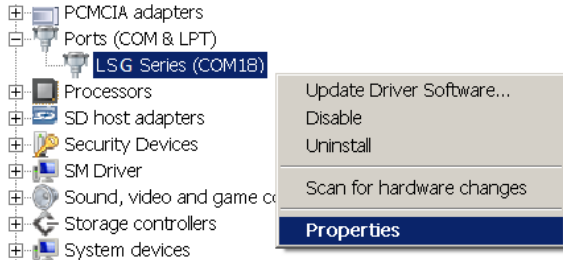 PCMCIA adapters
Ports (COM & LPT)
LSG Series (COM18)
Processors
SD host adapters
Security Devices
SM Driver
Sound, video and game co
Storage controllers
System devices
Update Driver Software...
Disable
Uninstall
Scan for hardware changes
Properties